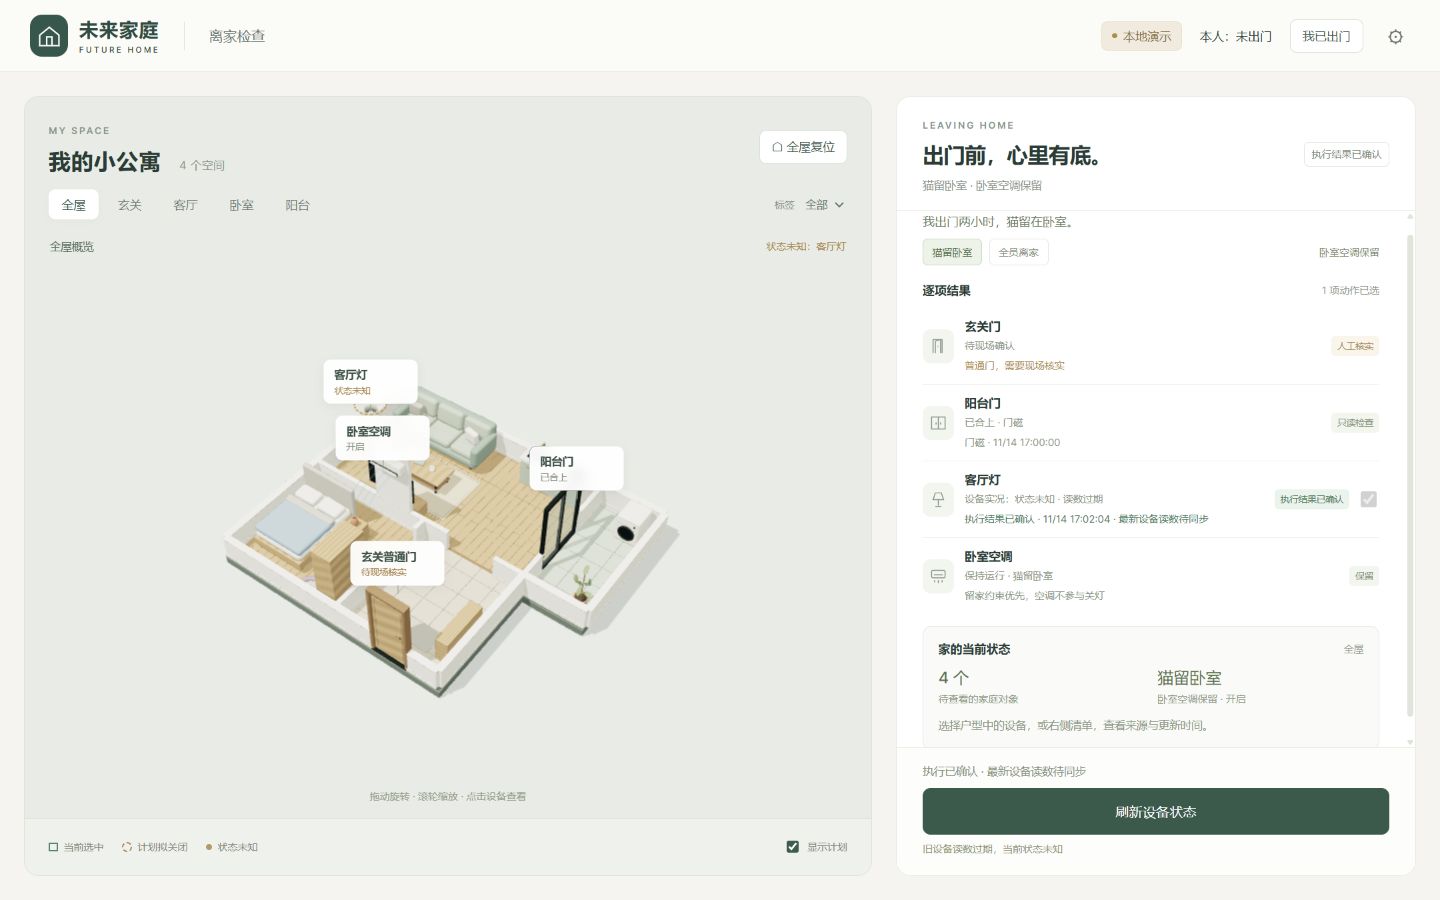 未来家庭
FUTURE HOME
离家检查
本地演示
本人：未出门
我已出门
MY SPACE
我的小公寓
4 个空间
全屋复位
全屋
玄关
客厅
卧室
阳台
标签
全部
全屋概览
状态未知：客厅灯
客厅灯
状态未知
卧室空调
开启
阳台门
已合上
玄关普通门
待现场核实
拖动旋转 · 滚轮缩放 · 点击设备查看
当前选中
计划拟关闭
状态未知
显示计划
LEAVING HOME
出门前，心里有底。
执行结果已确认
猫留卧室 · 卧室空调保留
我出门两小时，猫留在卧室。
猫留卧室
全员离家
卧室空调保留
逐项结果
1 项动作已选
玄关门
待现场确认
普通门，需要现场核实
人工核实
阳台门
已合上 · 门磁
门磁 · 11/14 17:00:00
只读检查
客厅灯
设备实况：状态未知 · 读数过期
执行结果已确认 · 11/14 17:02:04 · 最新设备读数待同步
执行结果已确认
卧室空调
保持运行 · 猫留卧室
留家约束优先，空调不参与关灯
保留
家的当前状态
全屋
4 个
待查看的家庭对象
猫留卧室
卧室空调保留 · 开启
选择户型中的设备，或右侧清单，查看来源与更新时间。
执行已确认 · 最新设备读数待同步
刷新设备状态
旧设备读数过期，当前状态未知